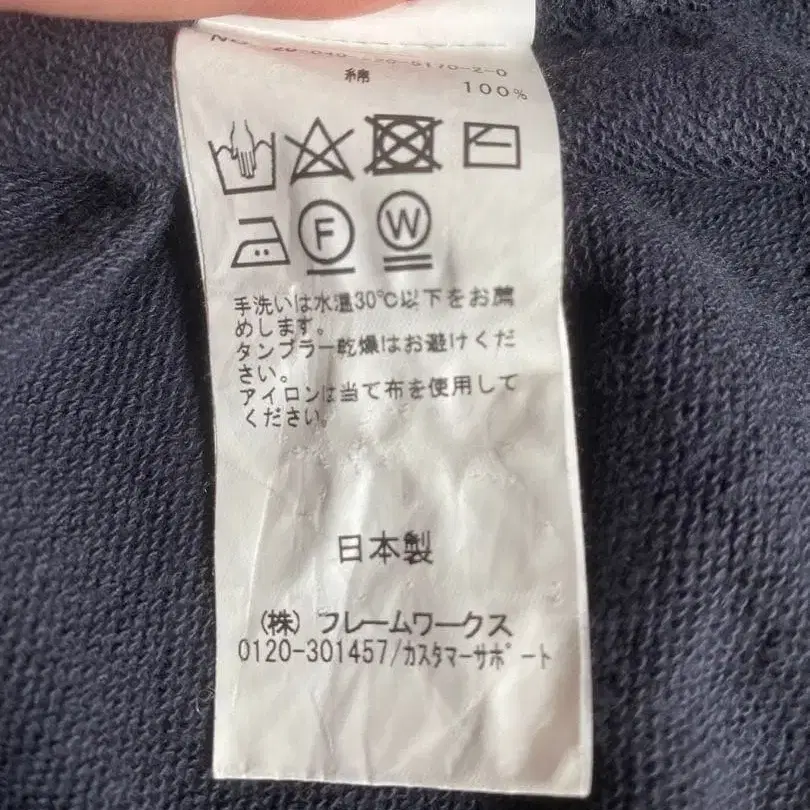 綿
100%
F
W
手洗いは水温30℃以下をお薦
めします。
タンブラー乾燥はお避けくだ
さい。
アイロンは当て布を使用して
ください。
日本製
(株) フレームワークス
0120-301457/カスタマーサポート